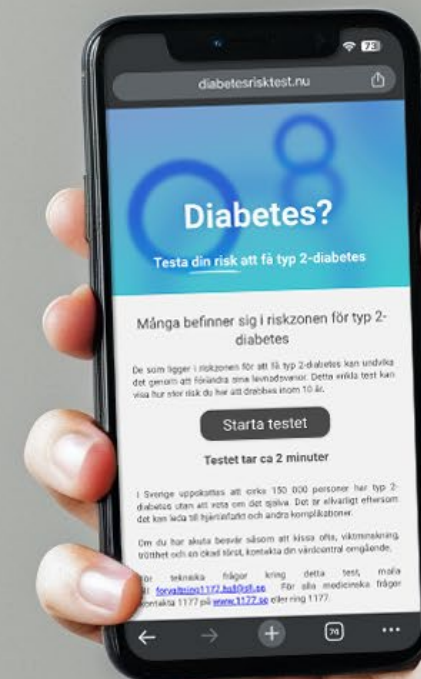 73
diabetesrisktest.nu
Diabetes?
Testa din risk att få typ 2-diabetes
Många befinner sig i riskzonen för typ 2-
diabetes
De som ligger i riskzonen för att få typ 2-diabetes kan undvika
det genom att förändra sina levnadsvanor. Detta enkla test kan
visa hur stor risk du har att drabbas inom 10 år.
Starta testet
Testet tar ca 2 minuter
I Sverige uppskattas att cirka 150 000 personer har typ 2-
diabetes utan att veta om det själva. Det är allvarligt eftersom
det kan leda till hjärtinfarkt och andra komplikationer.
Om du har akuta besvär såsom att kissa ofta, viktminskning,
trötthet och en ökad törst, kontakta din vårdcentral omgående.
För tekniska frågor kring detta test, maila
För alla medicinska frågor
kontakta 1177 på www.1177.se eller ring 1177.